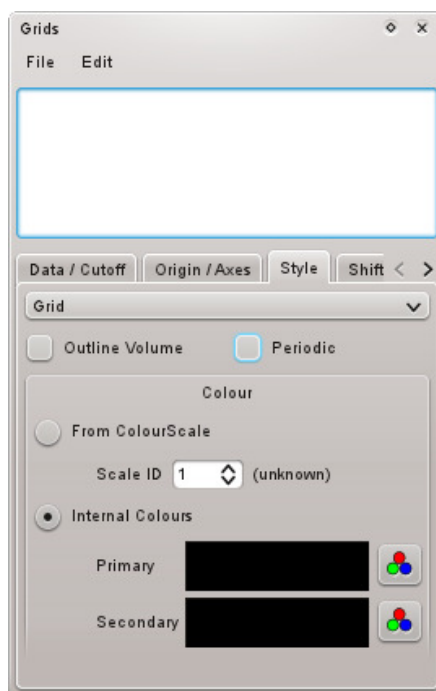 Grids
File Edit
Data / Cutoff Origin / Axes Style Shift
Grid
Outline Volume Periodic
Colour
From ColourScale
Scale ID 1 (unknown)
Internal Colours
Primary
Secondary